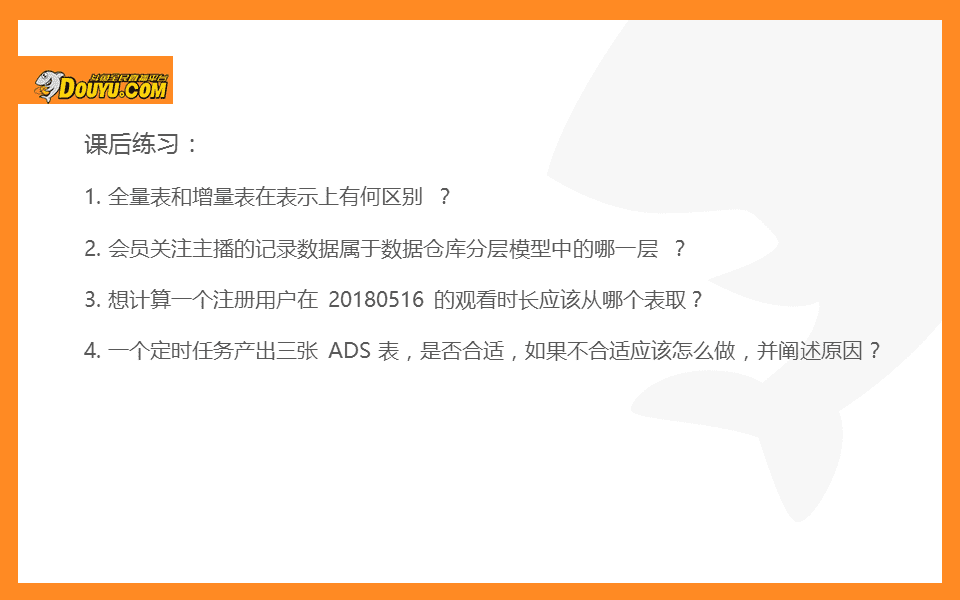 斗鱼全民直播平台
DOUYU.COM
课后练习：
1. 全量表和增量表在表示上有何区别 ？
2. 会员关注主播的记录数据属于数据仓库分层模型中的哪一层 ？
3. 想计算一个注册用户在 20180516 的观看时长应该从哪个表取？
4. 一个定时任务产出三张 ADS 表，是否合适，如果不合适应该怎么做，并阐述原因？